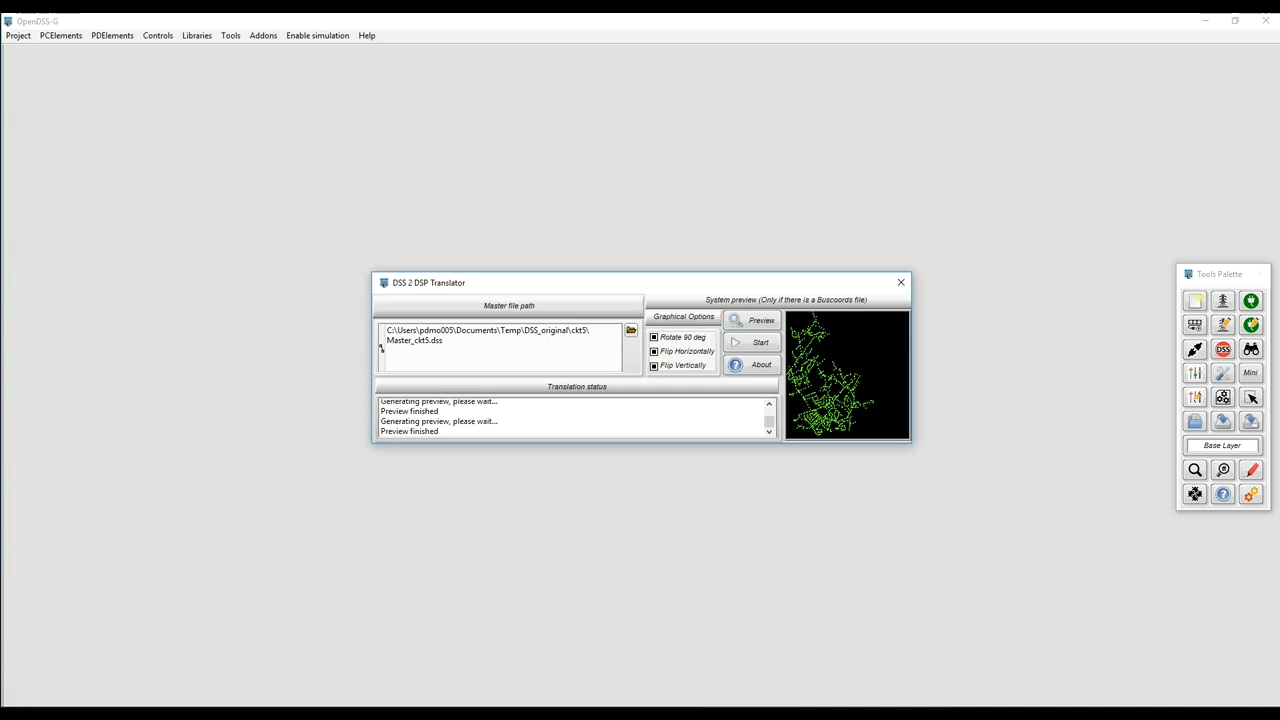 OpenDSS-G
Project PCElements PDElements Controls Libraries Tools Addons Enable simulation Help
DSS 2 DSP Translator
Master file path
System preview (Only if there is a Buscoords file)
C:\Users\pdmo005\Documents\Temp\DSS_original\ckt5\
Master_ckt5.dss
Graphical Options
Rotate 90 deg
Flip Horizontally
Flip Vertically
Preview
Start
About
Translation status
Generating preview, please wait...
Preview finished
Generating preview, please wait...
Preview finished
Tools Palette
DSS
Mini
Base Layer